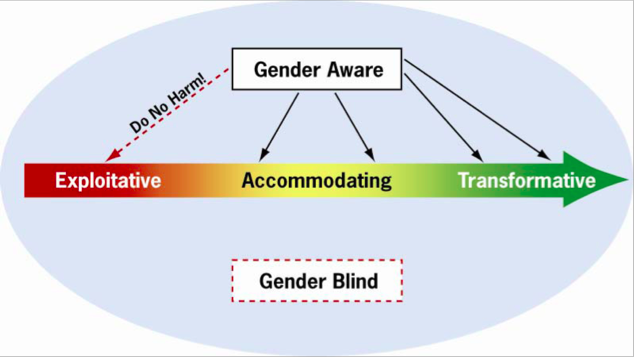 Gender Aware
Do No Harm!
Exploitative
Accommodating
Transformative
Gender Blind